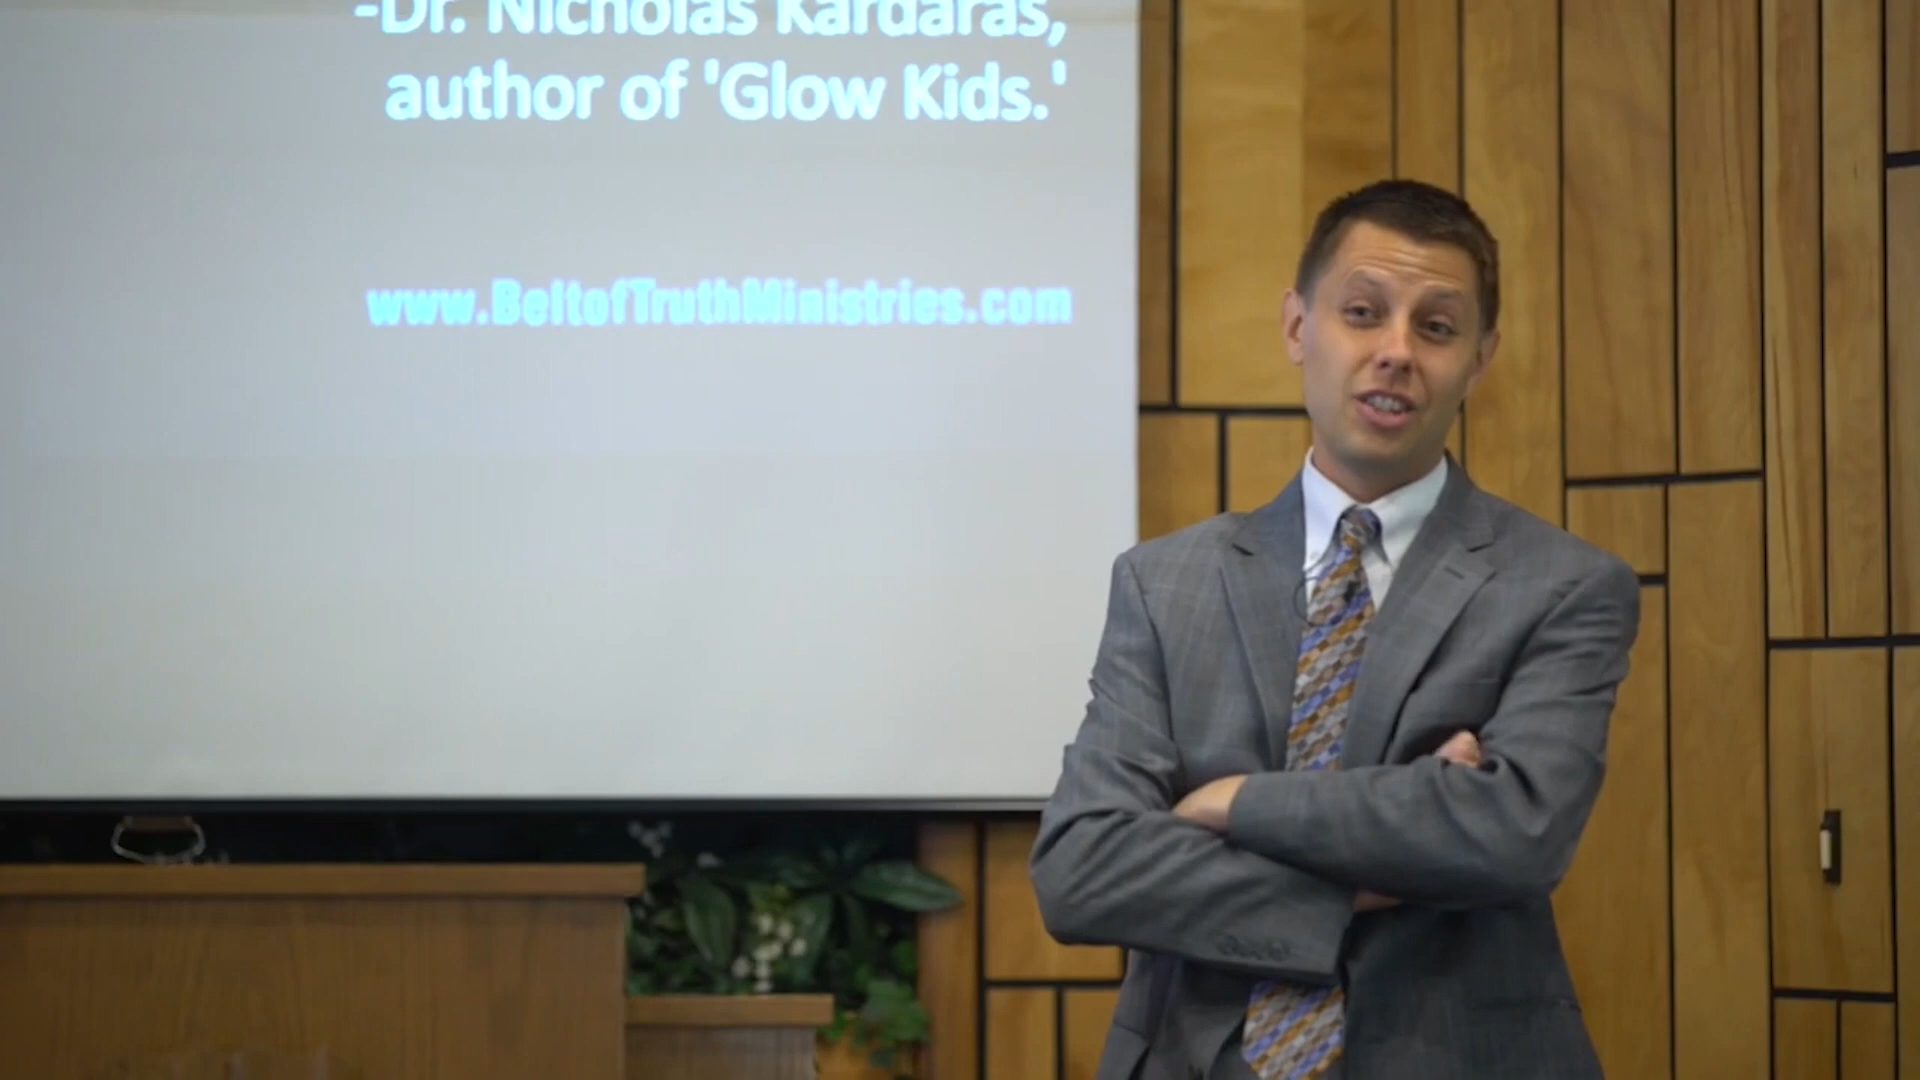 -Dr. Nicholas Kardaras,
author of 'Glow Kids.'
www.BeltofTruthMinistries.com